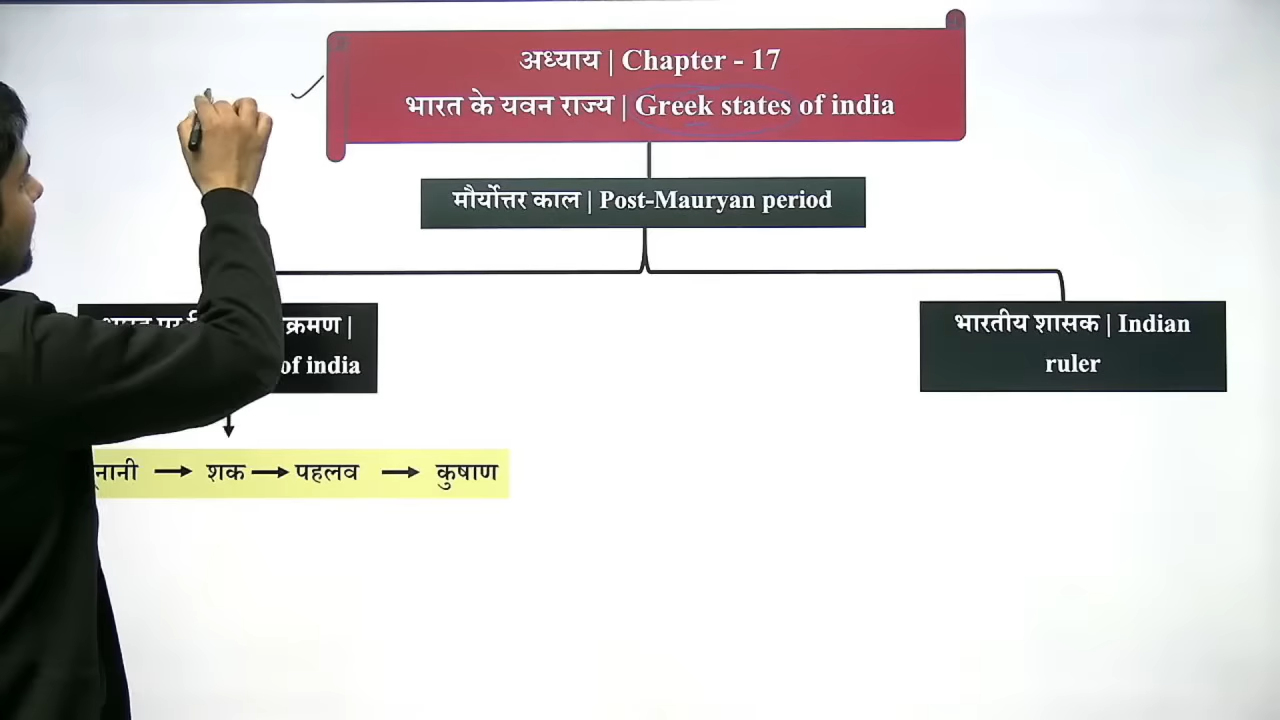 अध्याय | Chapter - 17
भारत के यवन राज्य | Greek states of india
मौर्योत्तर काल | Post-Mauryan period
of india
भारतीय शासक | Indian
ruler
→ शक → पहलव → कुषाण